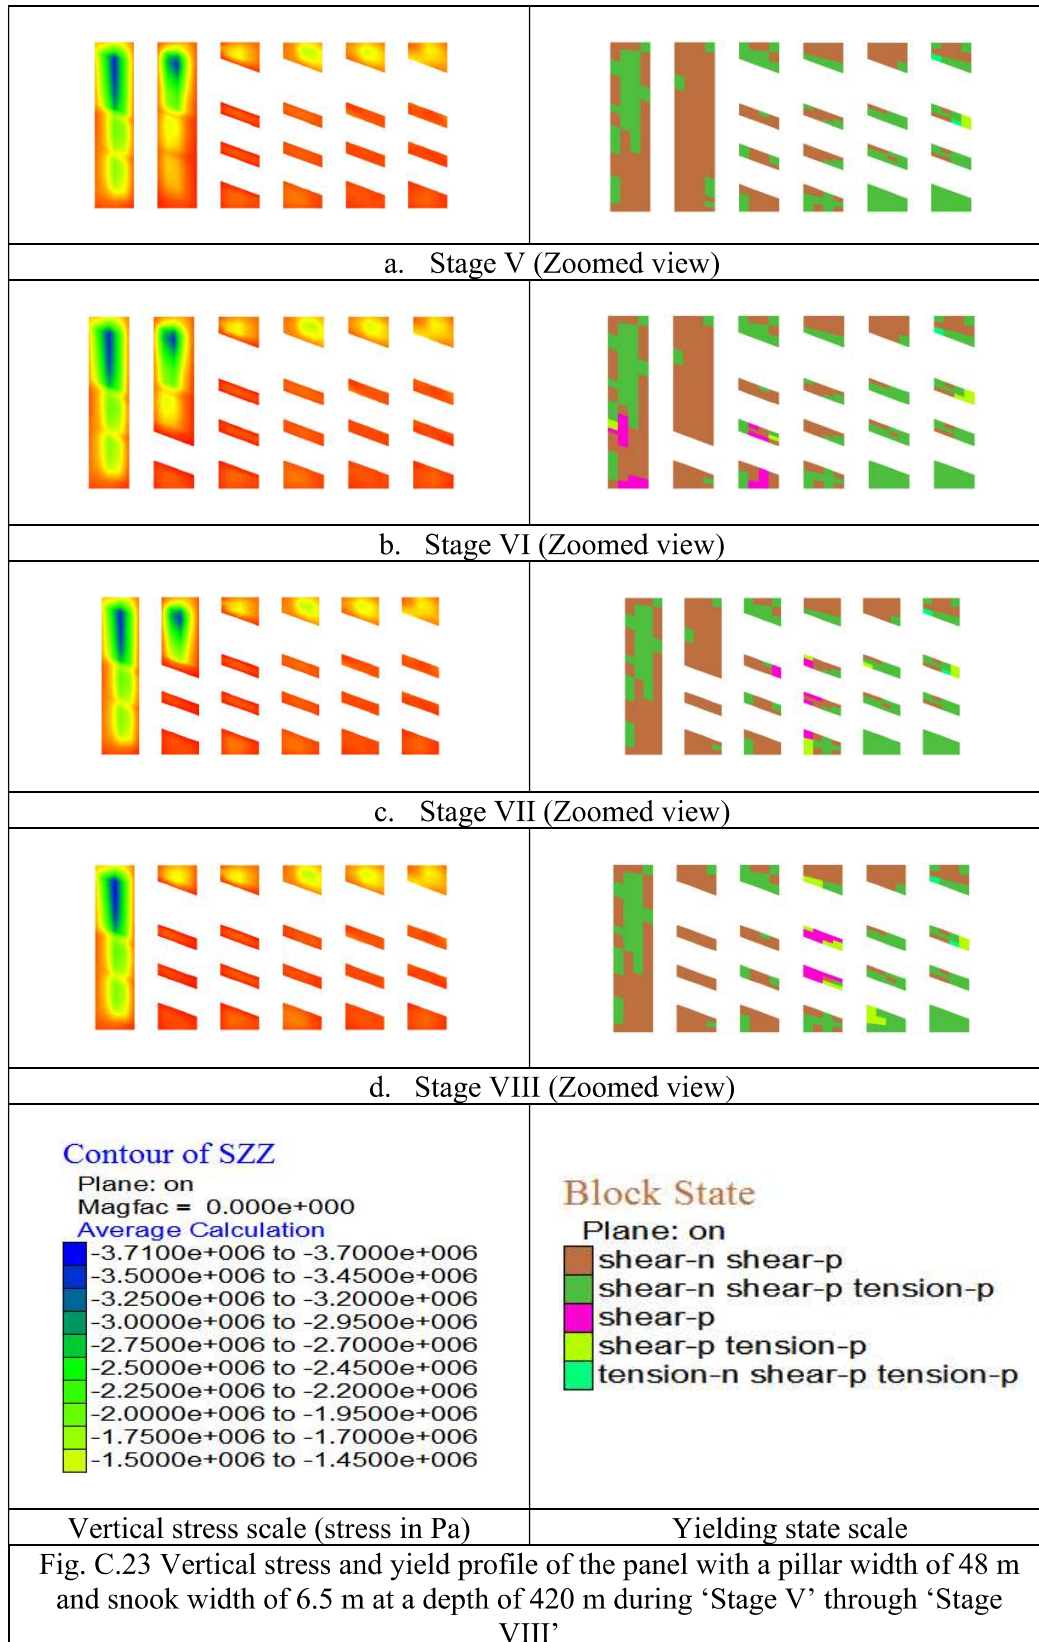 a. Stage V (Zoomed view)
b. Stage VI (Zoomed view)
c. Stage VII (Zoomed view)
d. Stage VIII (Zoomed view)
Contour of SZZ
Plane: on
Magfac = 0.000e+000
Average Calculation
-3.7100e+006 to -3.7000e+006
-3.5000e+006 to -3.4500e+006
-3.2500e+006 to -3.2000e+006
-3.0000e+006 to -2.9500e+006
-2.7500e+006 to -2.7000e+006
-2.5000e+006 to -2.4500e+006
-2.2500e+006 to -2.2000e+006
-2.0000e+006 to -1.9500e+006
-1.7500e+006 to -1.7000e+006
-1.5000e+006 to -1.4500e+006
Block State
Plane: on
shear-n shear-p
shear-n shear-p tension-p
shear-p
shear-p tension-p
tension-n shear-p tension-p
Vertical stress scale (stress in Pa)
Yielding state scale
Fig. C.23 Vertical stress and yield profile of the panel with a pillar width of 48 m
and snook width of 6.5 m at a depth of 420 m during ‘Stage V’ through ‘Stage
VIII’